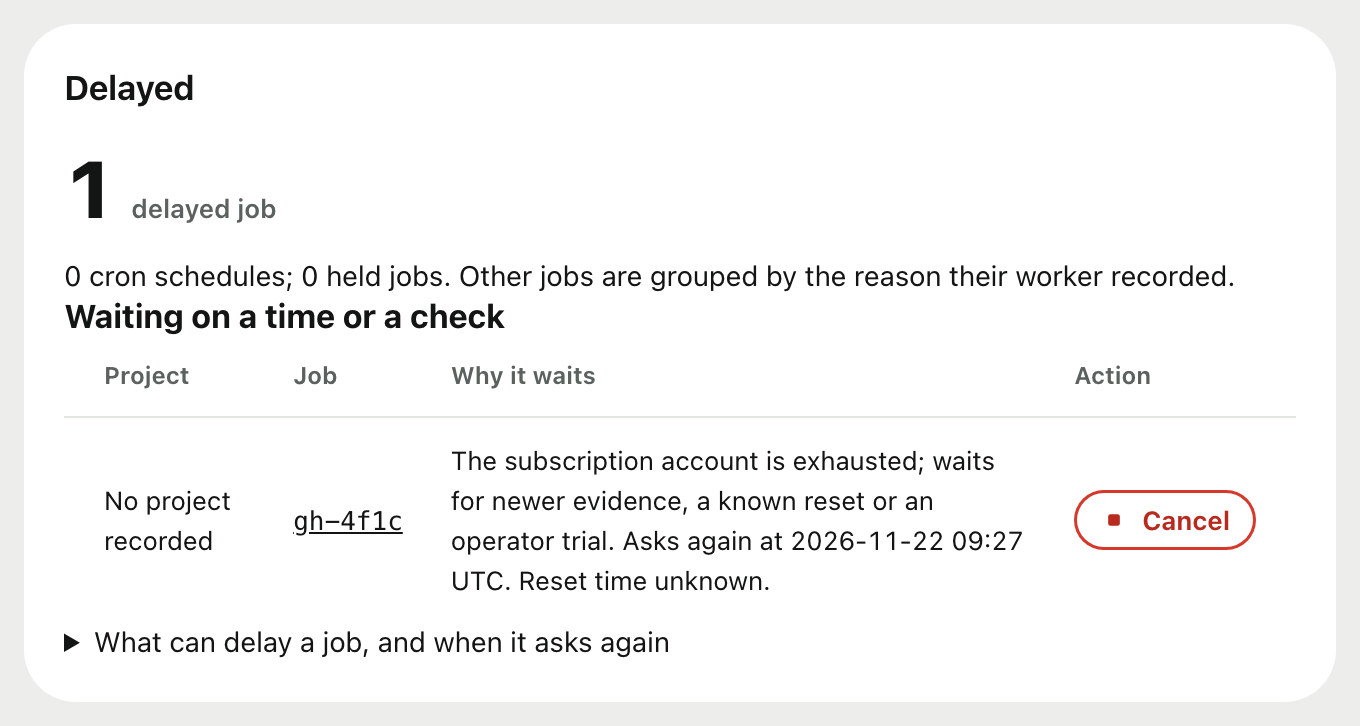 Delayed
1 delayed job
0 cron schedules; 0 held jobs. Other jobs are grouped by the reason their worker recorded.
Waiting on a time or a check
Project Job Why it waits Action
No project recorded
gh–4f1c
The subscription account is exhausted; waits
for newer evidence, a known reset or an
operator trial. Asks again at 2026-11-22 09:27
UTC. Reset time unknown.
Cancel
What can delay a job, and when it asks again